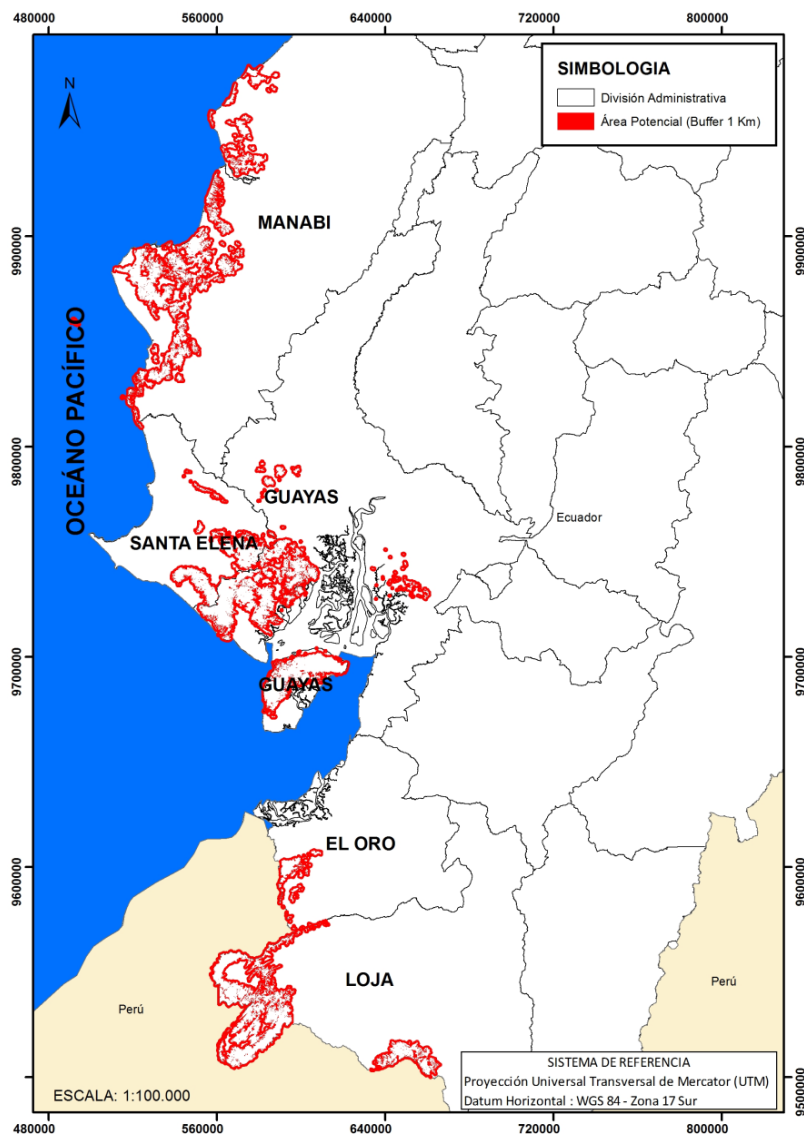 480000 560000 640000 720000 800000
SIMBOLOGIA
División Administrativa
Área Potencial (Buffer 1 Km)
N
MANABI
9900000 9900000
OCEÁNO PACÍFICO
9800000 9800000
GUAYAS
Ecuador
SANTA ELENA
9700000 9700000
GUAYAS
EL ORO
9600000 9600000
LOJA
Perú
Perú
SISTEMA DE REFERENCIA
Proyección Universal Transversal de Mercator (UTM)
Datum Horizontal : WGS 84 - Zona 17 Sur
ESCALA: 1:100.000
9500000 9500000
480000 560000 640000 720000 800000